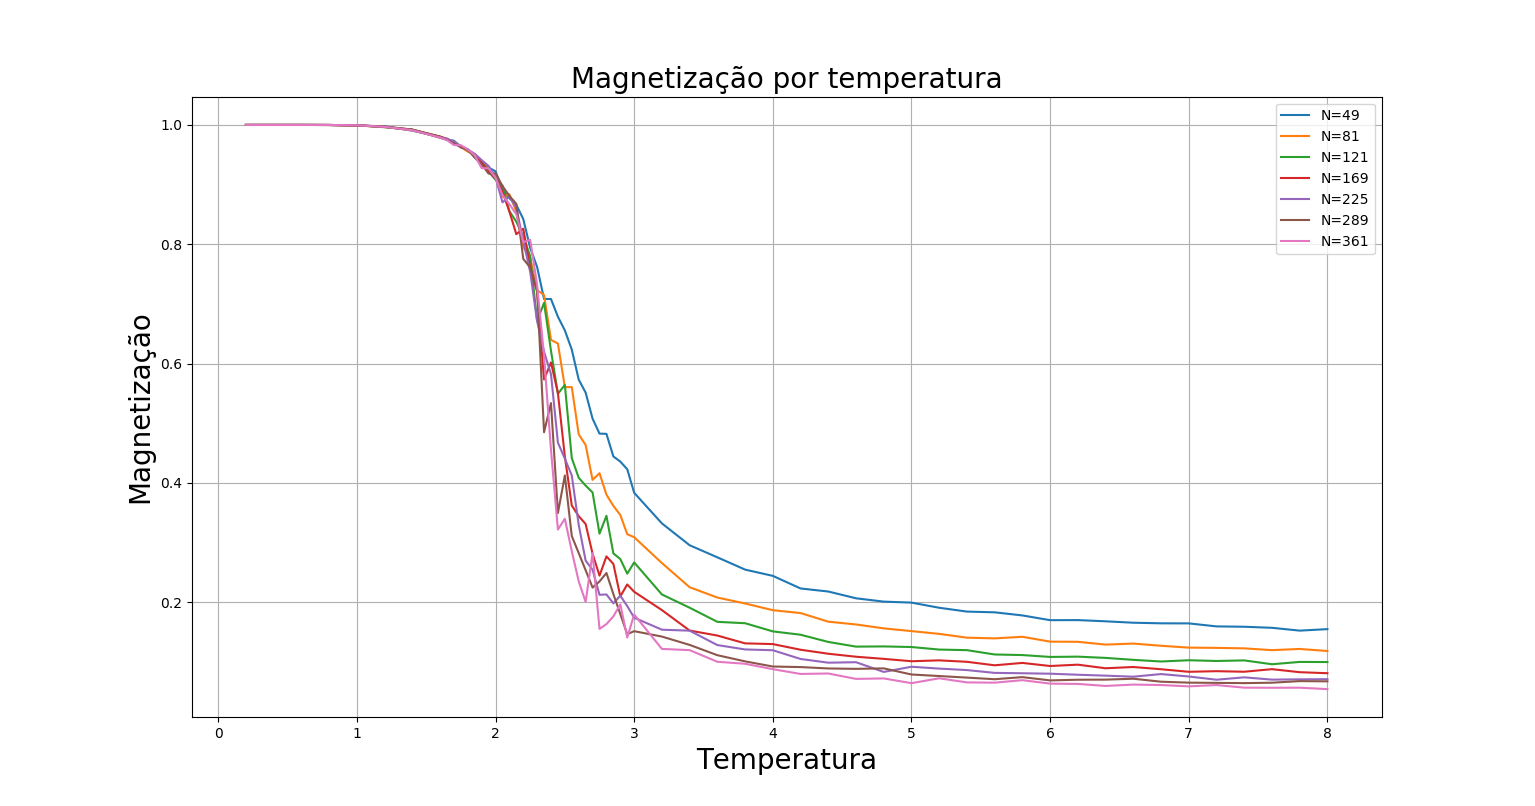 Magnetização por temperatura
N=49
N=81
N=121
N=169
N=225
N=289
N=361
Magnetização
1.0
0.8
0.6
0.4
0.2
0 1 2 3 4 5 6 7 8
Temperatura